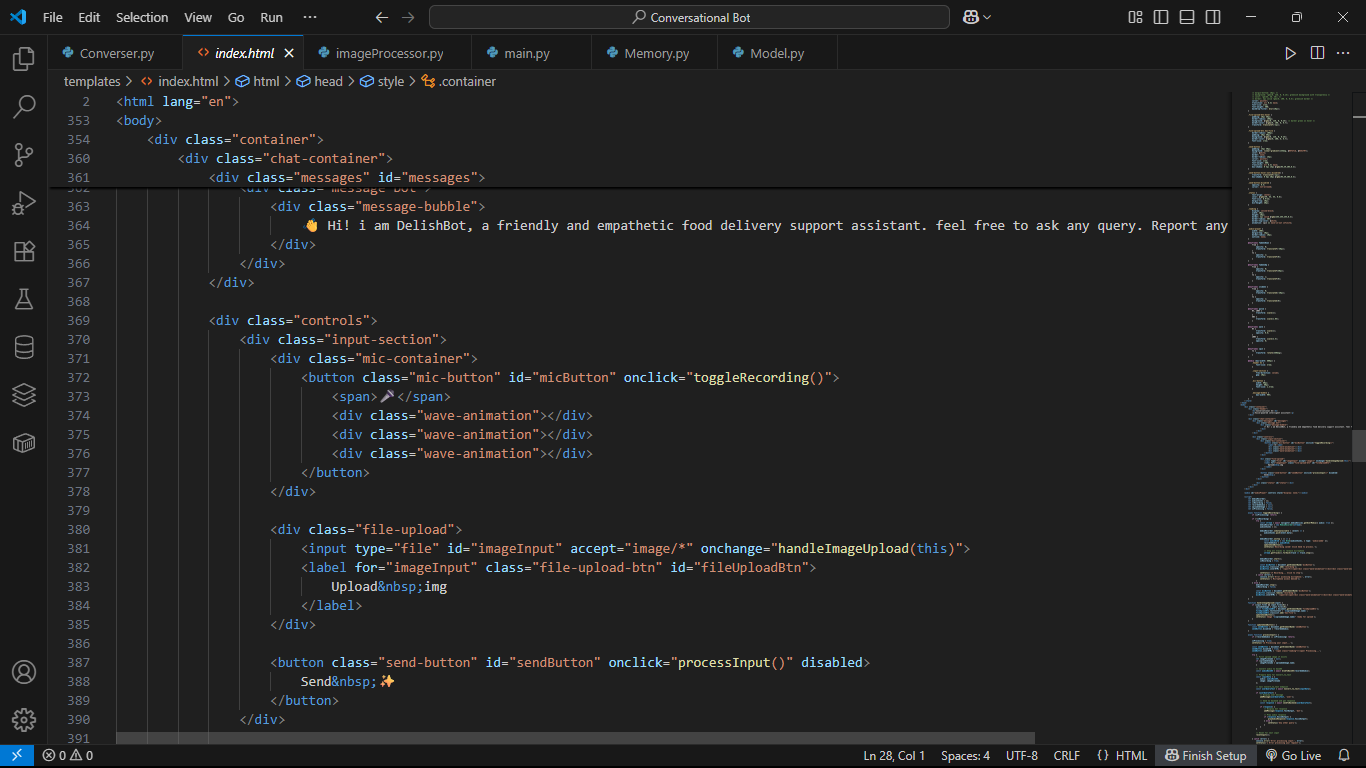 File Edit Selection View Go Run ··· Conversational Bot
Converser.py index.html imageProcessor.py main.py Memory.py Model.py
templates > index.html > html > head > style > .container
2 <html lang="en">
353 <body>
354 <div class="container">
360 <div class="chat-container">
361 <div class="messages" id="messages">
362 <div class="message bot">
363 <div class="message-bubble">
364 👋 Hi! i am DelishBot, a friendly and empathetic food delivery support assistant. feel free to ask any query. Report any
365 </div>
366 </div>
367 </div>
368
369 <div class="controls">
370 <div class="input-section">
371 <div class="mic-container">
372 <button class="mic-button" id="micButton" onclick="toggleRecording()">
373 <span>🎤</span>
374 <div class="wave-animation"></div>
375 <div class="wave-animation"></div>
376 <div class="wave-animation"></div>
377 </button>
378 </div>
379
380 <div class="file-upload">
381 <input type="file" id="imageInput" accept="image/*" onchange="handleImageUpload(this)">
382 <label for="imageInput" class="file-upload-btn" id="fileUploadBtn">
383 Upload&nbsp;img
384 </label>
385 </div>
386
387 <button class="send-button" id="sendButton" onclick="processInput()" disabled>
388 Send&nbsp;✨
389 </button>
390 </div>
391
0 0 Ln 28, Col 1 Spaces: 4 UTF-8 CRLF {} HTML Finish Setup Go Live